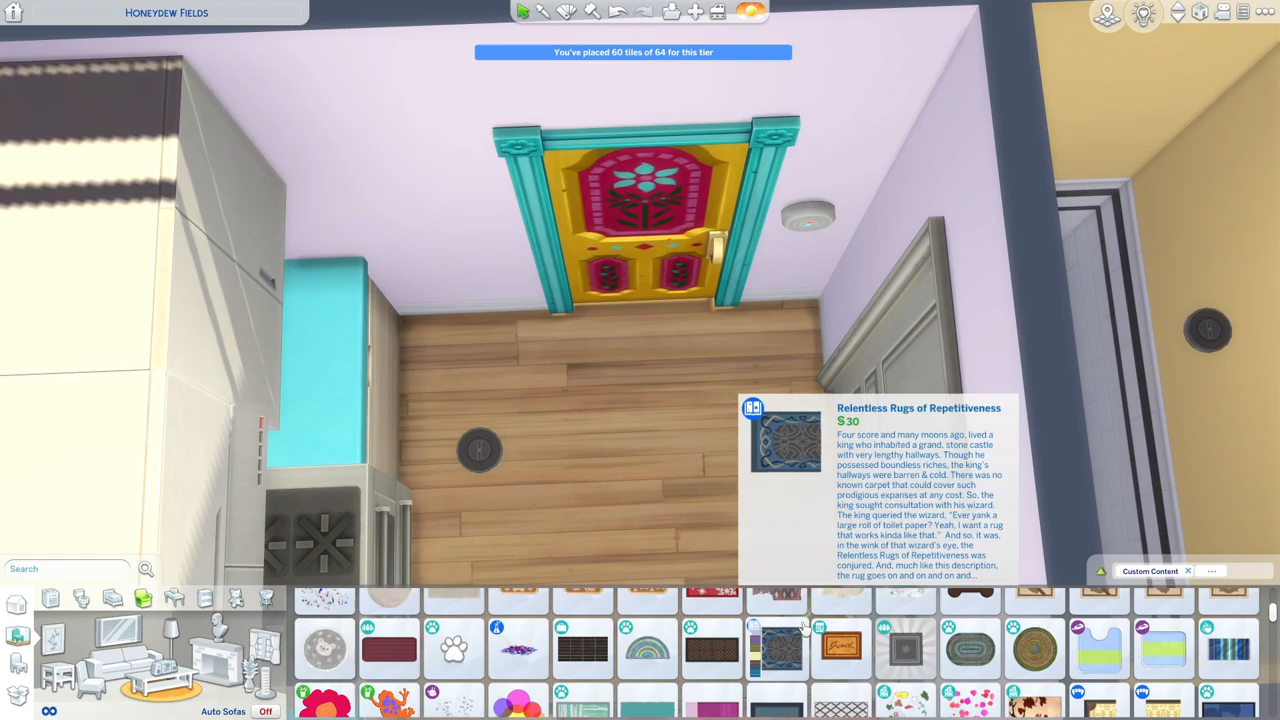 HONEYDEW FIELDS
You've placed 60 tiles of 64 for this tier
Relentless Rugs of Repetitiveness
$30
Four score and many moons ago, lived a
king who inhabited a grand, stone castle
with very lengthy hallways. Though he
possessed boundless riches, the king's
hallways were barren & cold. There was no
known carpet that could cover such
prodigious expanses at any cost. So, the
king sought consultation with his wizard.
The king queried the wizard, "Ever yank a
large roll of toilet paper? Yeah, I want a rug
that works kinda like that." And so, it was,
in the wink of that wizard's eye, the
Relentless Rugs of Repetitiveness was
conjured. And, much like this description,
the rug goes on and on and on and...
Search
Custom Content
Auto Sofas
Off